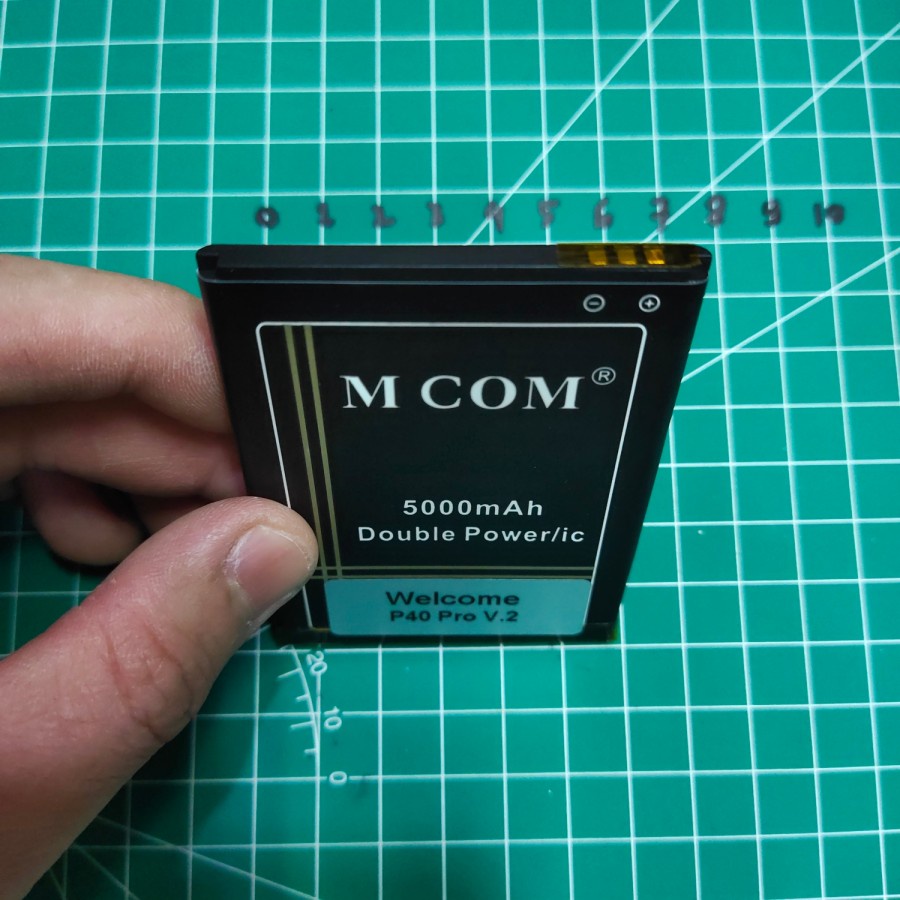 0 1 2 3 4 5 6 7 8 9 10
⊖ ⊕
M COM®
5000mAh
Double Power/ic
Welcome
P40 Pro V.2
20
10
0